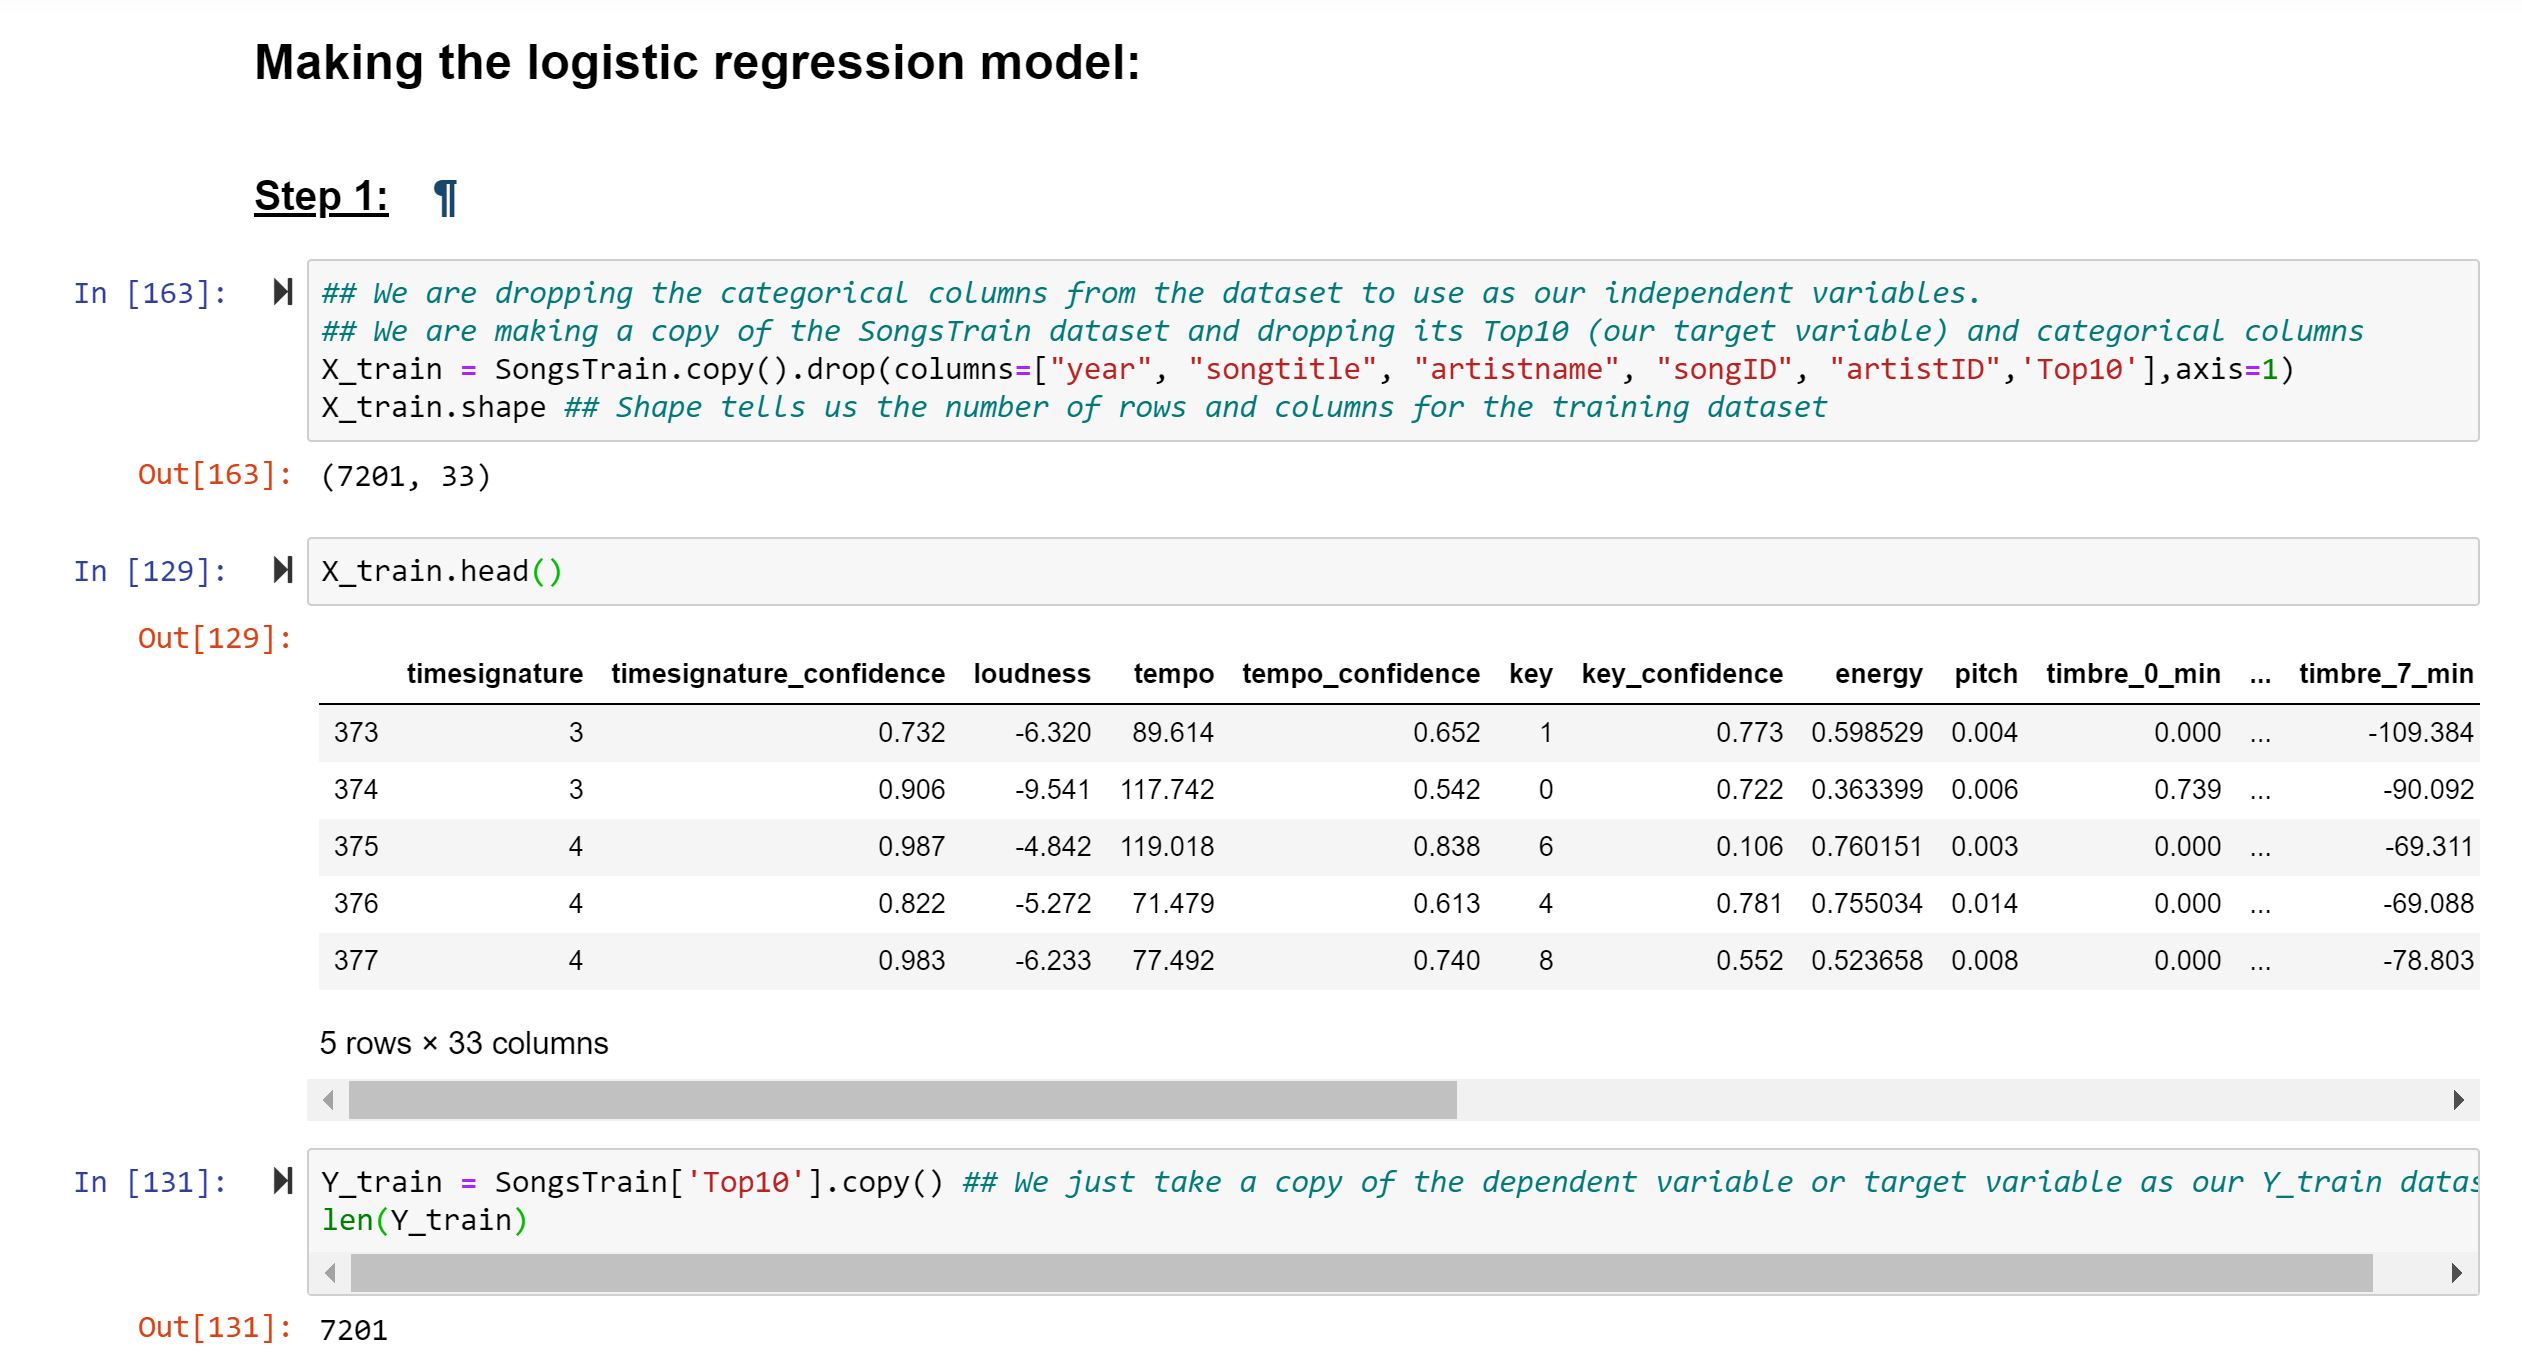 Making the logistic regression model:
Step 1: ¶
In [163]:
## We are dropping the categorical columns from the dataset to use as our independent variables.
## We are making a copy of the SongsTrain dataset and dropping its Top10 (our target variable) and categorical columns
X_train = SongsTrain.copy().drop(columns=["year", "songtitle", "artistname", "songID", "artistID",'Top10'],axis=1)
X_train.shape ## Shape tells us the number of rows and columns for the training dataset
Out[163]: (7201, 33)
In [129]: X_train.head()
Out[129]:
timesignature timesignature_confidence loudness tempo tempo_confidence key key_confidence energy pitch timbre_0_min ... timbre_7_min
373 3 0.732 -6.320 89.614 0.652 1 0.773 0.598529 0.004 0.000 ... -109.384
374 3 0.906 -9.541 117.742 0.542 0 0.722 0.363399 0.006 0.739 ... -90.092
375 4 0.987 -4.842 119.018 0.838 6 0.106 0.760151 0.003 0.000 ... -69.311
376 4 0.822 -5.272 71.479 0.613 4 0.781 0.755034 0.014 0.000 ... -69.088
377 4 0.983 -6.233 77.492 0.740 8 0.552 0.523658 0.008 0.000 ... -78.803
5 rows × 33 columns
In [131]: Y_train = SongsTrain['Top10'].copy() ## We just take a copy of the dependent variable or target variable as our Y_train datas
len(Y_train)
Out[131]: 7201